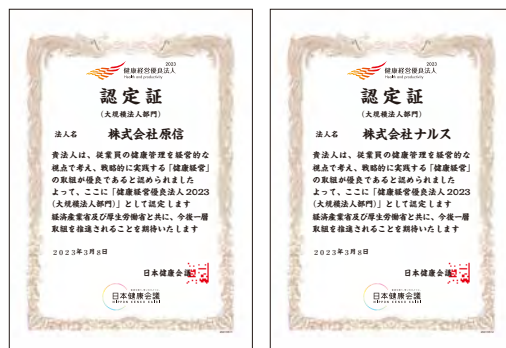 2023
健康経営優良法人
Health and productivity
認定証
(大規模法人部門)
法人名 株式会社原信
貴法人は、従業員の健康管理を経営的な
視点で考え、戦略的に実践する「健康経営」
の取組が優良であると認められました
よって、ここに「健康経営優良法人2023
(大規模法人部門)」として認定します
経済産業省及び厚生労働省と共に、今後一層
取組を推進されることを期待いたします
2023年3月8日
日本健康会議
日本健康会議
NIPPON KENKO KAIGI
2023
健康経営優良法人
Health and productivity
認定証
(大規模法人部門)
法人名 株式会社ナルス
貴法人は、従業員の健康管理を経営的な
視点で考え、戦略的に実践する「健康経営」
の取組が優良であると認められました
よって、ここに「健康経営優良法人2023
(大規模法人部門)」として認定します
経済産業省及び厚生労働省と共に、今後一層
取組を推進されることを期待いたします
2023年3月8日
日本健康会議
日本健康会議
NIPPON KENKO KAIGI